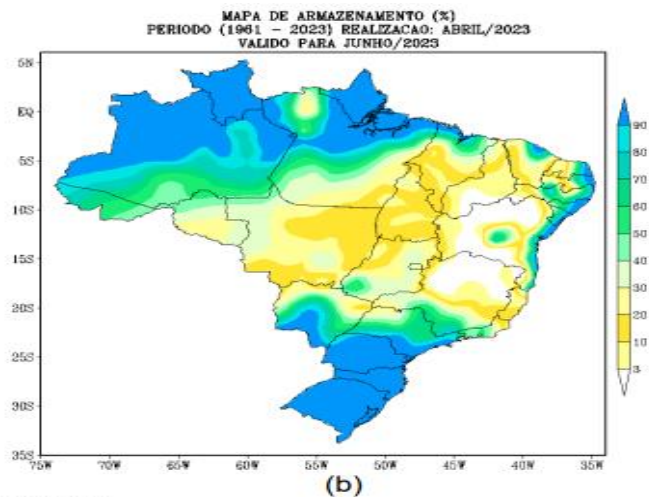 MAPA DE ARMAZENAMENTO (%)
PERIODO (1961 - 2023) REALIZACAO: ABRIL/2023
VALIDO PARA JUNHO/2023
5N
EQ
5S
10S
15S
20S
25S
30S
35S
75W
70W
65W
60W
55W
50W
45W
40W
35W
90
80
70
60
50
40
30
20
10
3
(b)